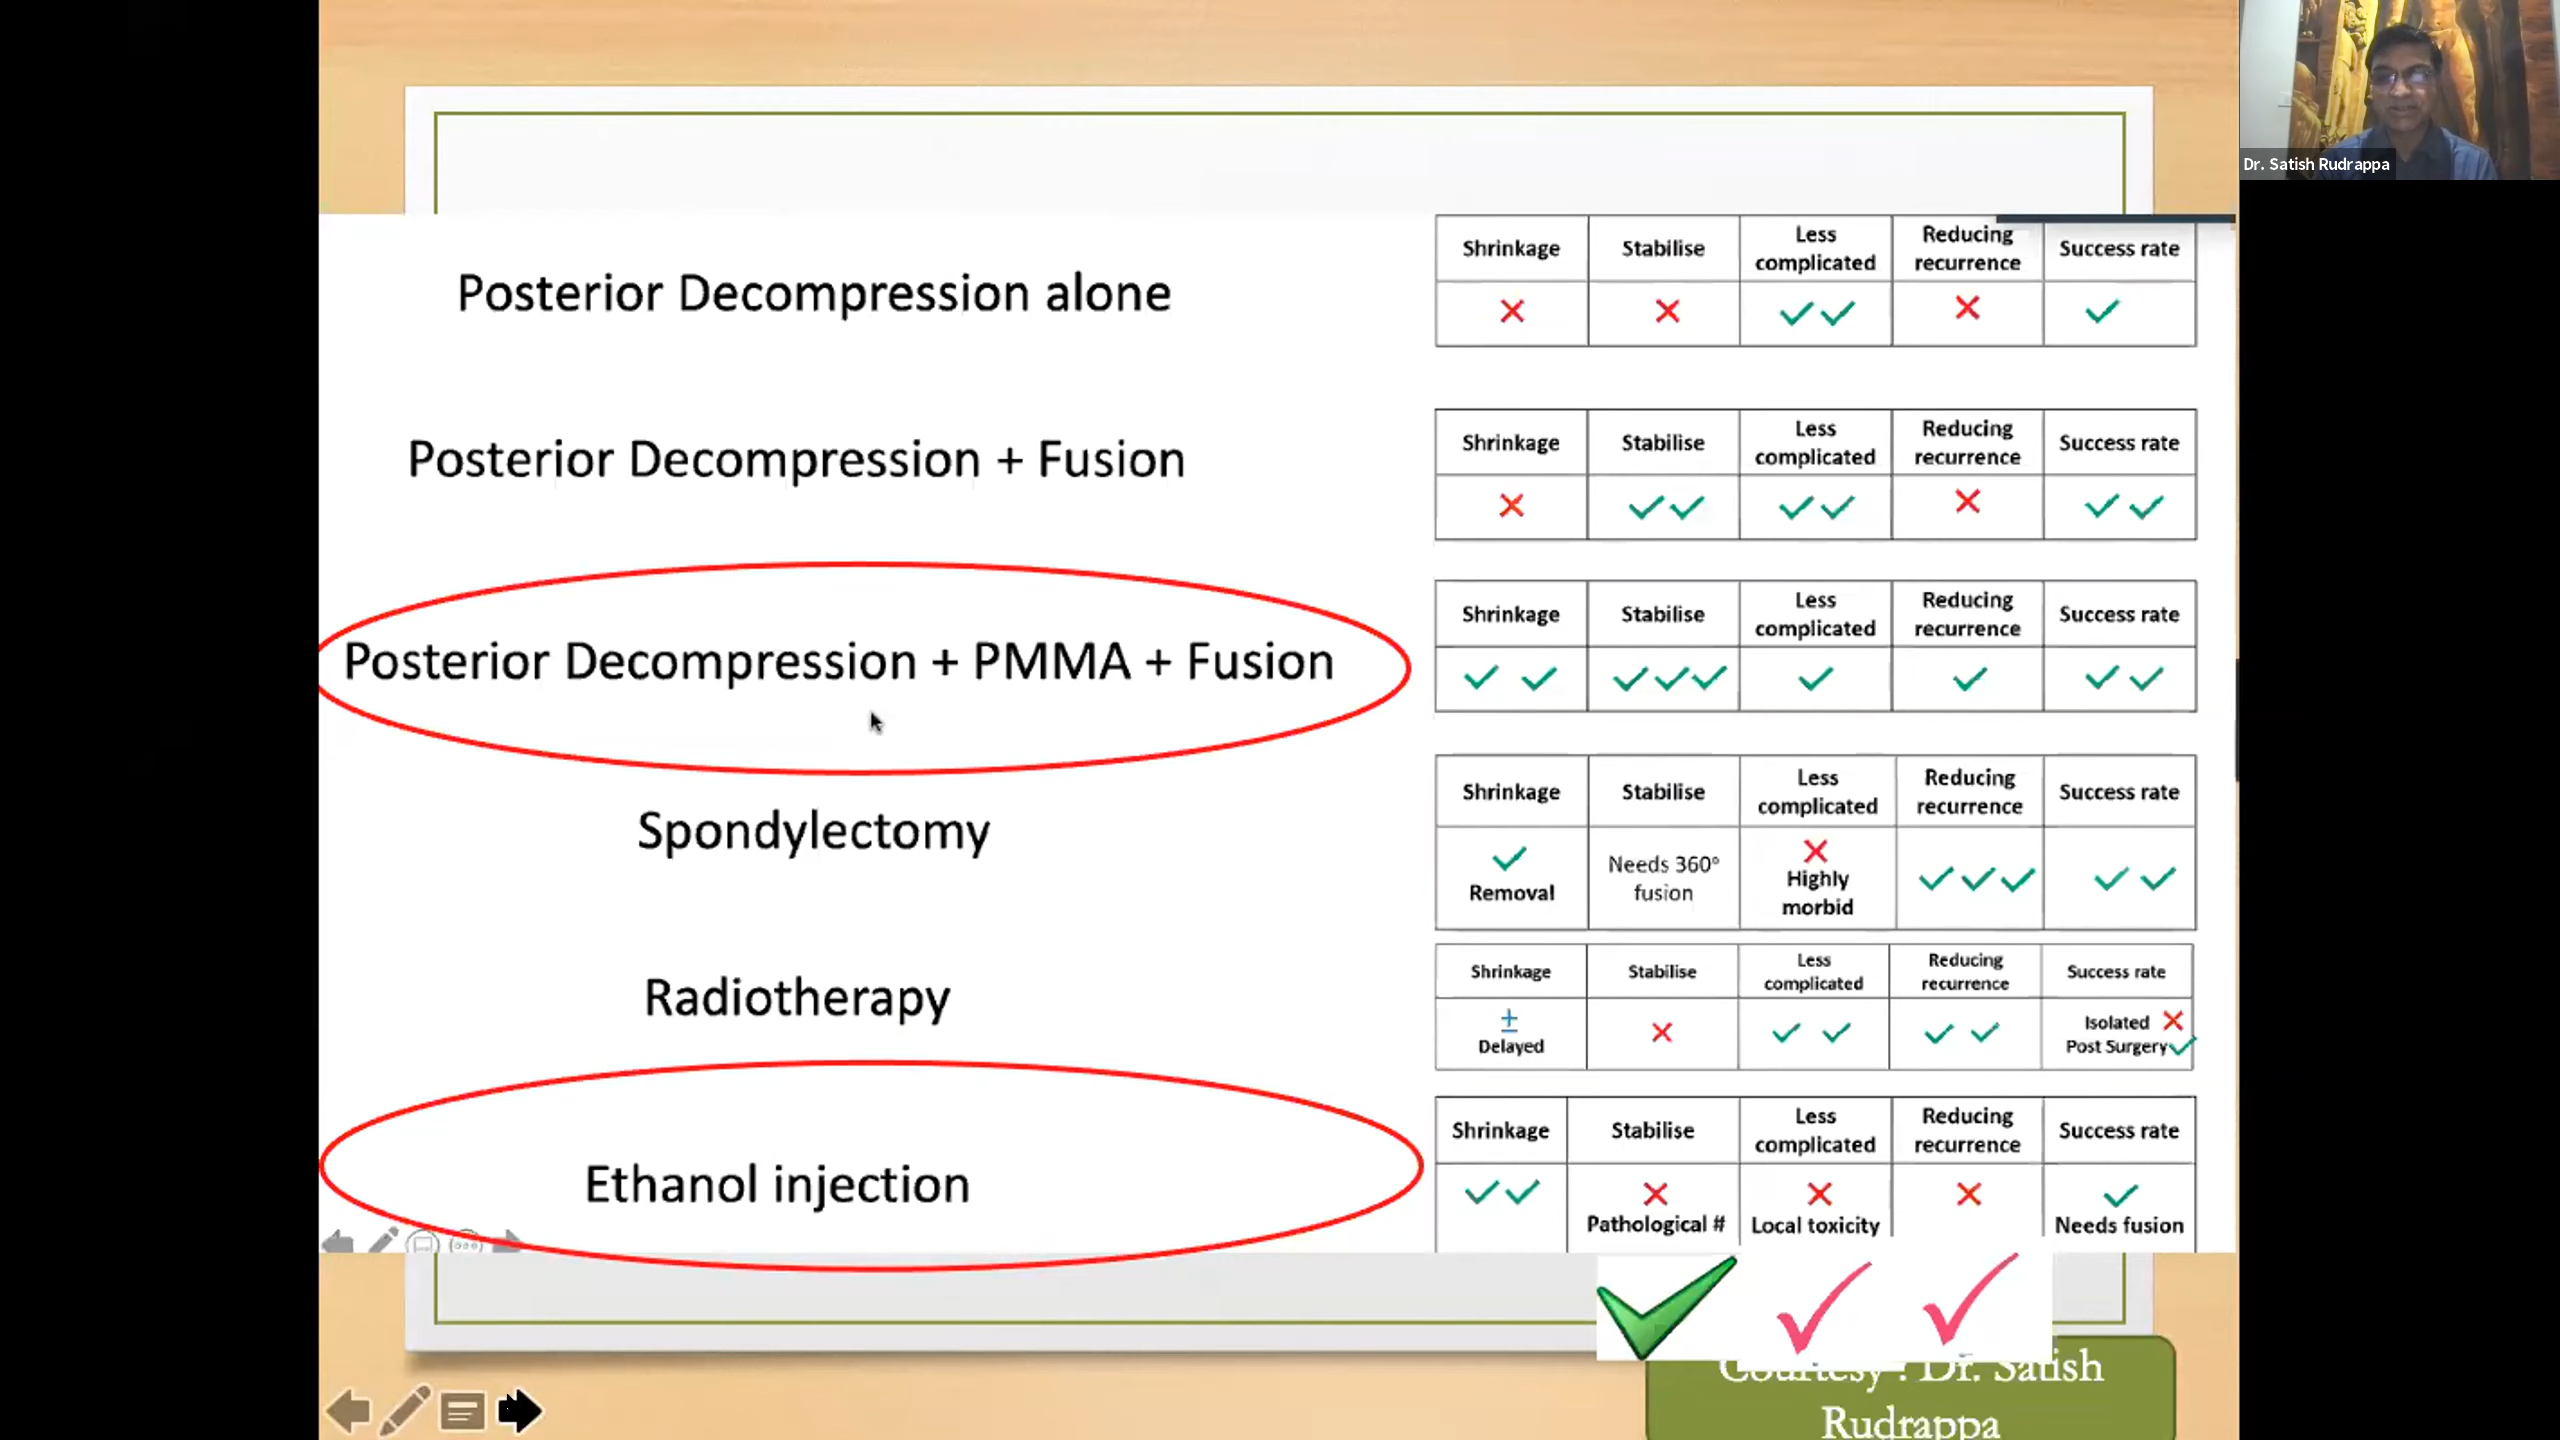 Dr. Satish Rudrappa
Posterior Decompression alone
Shrinkage Stabilise Less complicated Reducing recurrence Success rate
Posterior Decompression + Fusion
Shrinkage Stabilise Less complicated Reducing recurrence Success rate
Posterior Decompression + PMMA + Fusion
Shrinkage Stabilise Less complicated Reducing recurrence Success rate
Spondylectomy
Shrinkage Stabilise Less complicated Reducing recurrence Success rate
Removal
Needs 360° fusion
Highly morbid
Radiotherapy
Shrinkage Stabilise Less complicated Reducing recurrence Success rate
± Delayed
Isolated
Post Surgery
Ethanol injection
Shrinkage Stabilise Less complicated Reducing recurrence Success rate
Pathological # Local toxicity Needs fusion
Courtesy : Dr. Satish
Rudrappa